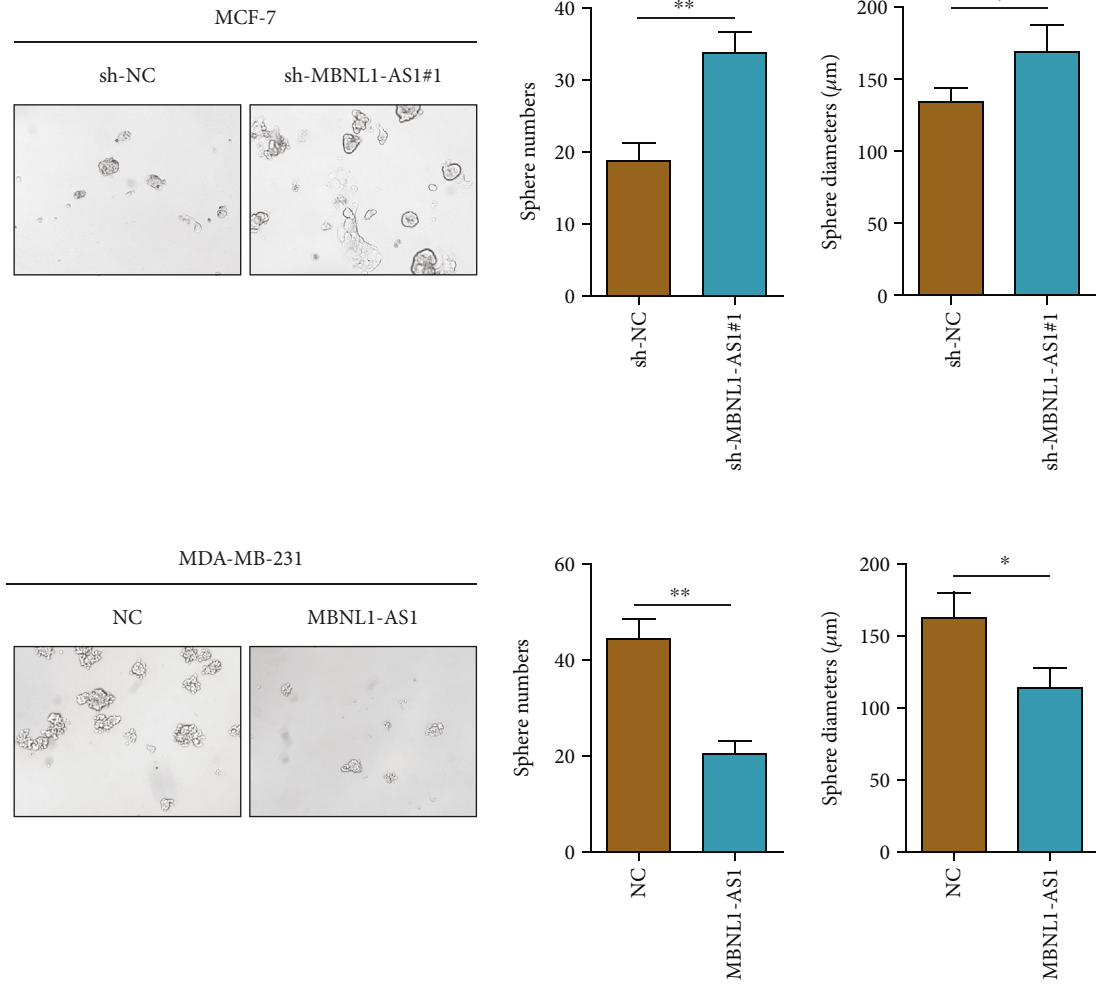 MCF-7
sh-NC
sh-MBNL1-AS1#1
Sphere numbers
40
30
20
10
0
**
sh-NC
sh-MBNL1-AS1#1
Sphere diameters (μm)
200
150
100
50
0
sh-NC
sh-MBNL1-AS1#1
MDA-MB-231
NC
MBNL1-AS1
Sphere numbers
60
40
20
0
**
NC
MBNL1-AS1
Sphere diameters (μm)
200
150
100
50
0
*
NC
MBNL1-AS1